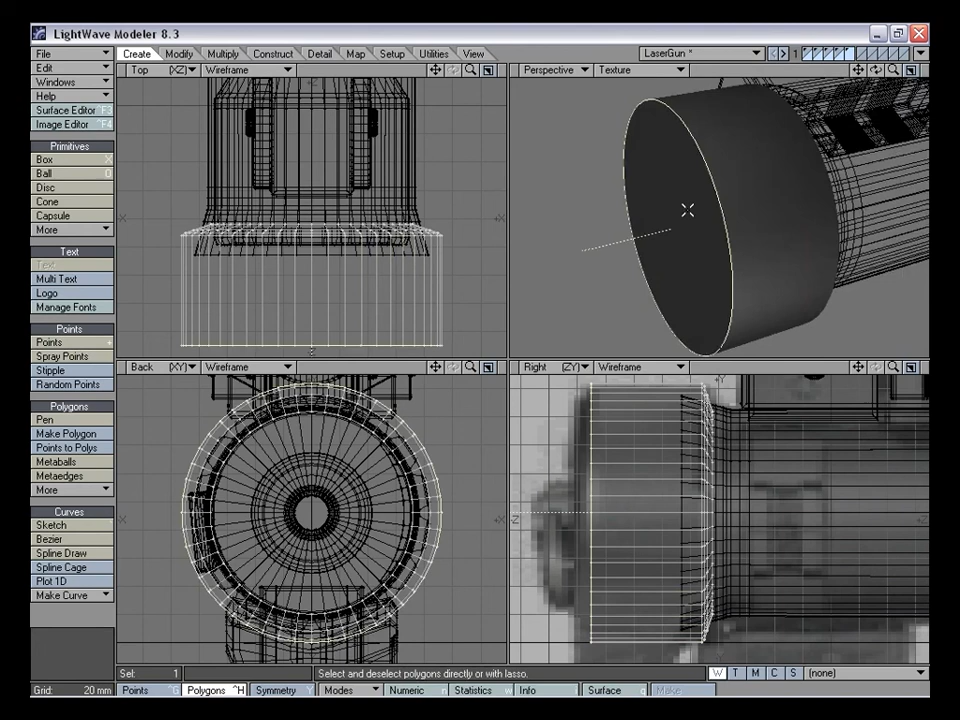 LightWave Modeler 8.3
File
Edit
Windows
Help
Surface Editor F3
Image Editor ^F4
Create Modify Multiply Construct Detail Map Setup Utilities View
LaserGun *
1
Top (XZ) Wireframe
Perspective Texture
Primitives
Box X
Ball O
Disc
Cone
Capsule
More
Text
Text
Multi Text
Logo
Manage Fonts
Points
Points +
Spray Points
Stipple
Random Points
Back (XY) Wireframe
Right (ZY) Wireframe
Polygons
Pen
Make Polygon
Points to Polys
Metaballs
Metaedges
More
Curves
Sketch
Bezier
Spline Draw
Spline Cage
Plot 1D
Make Curve
Sel: 1
Select and deselect polygons directly or with lasso.
W T M C S (none)
Grid: 20 mm
Points ^G Polygons ^H Symmetry Y Modes Numeric n Statistics w Info i Surface q Make